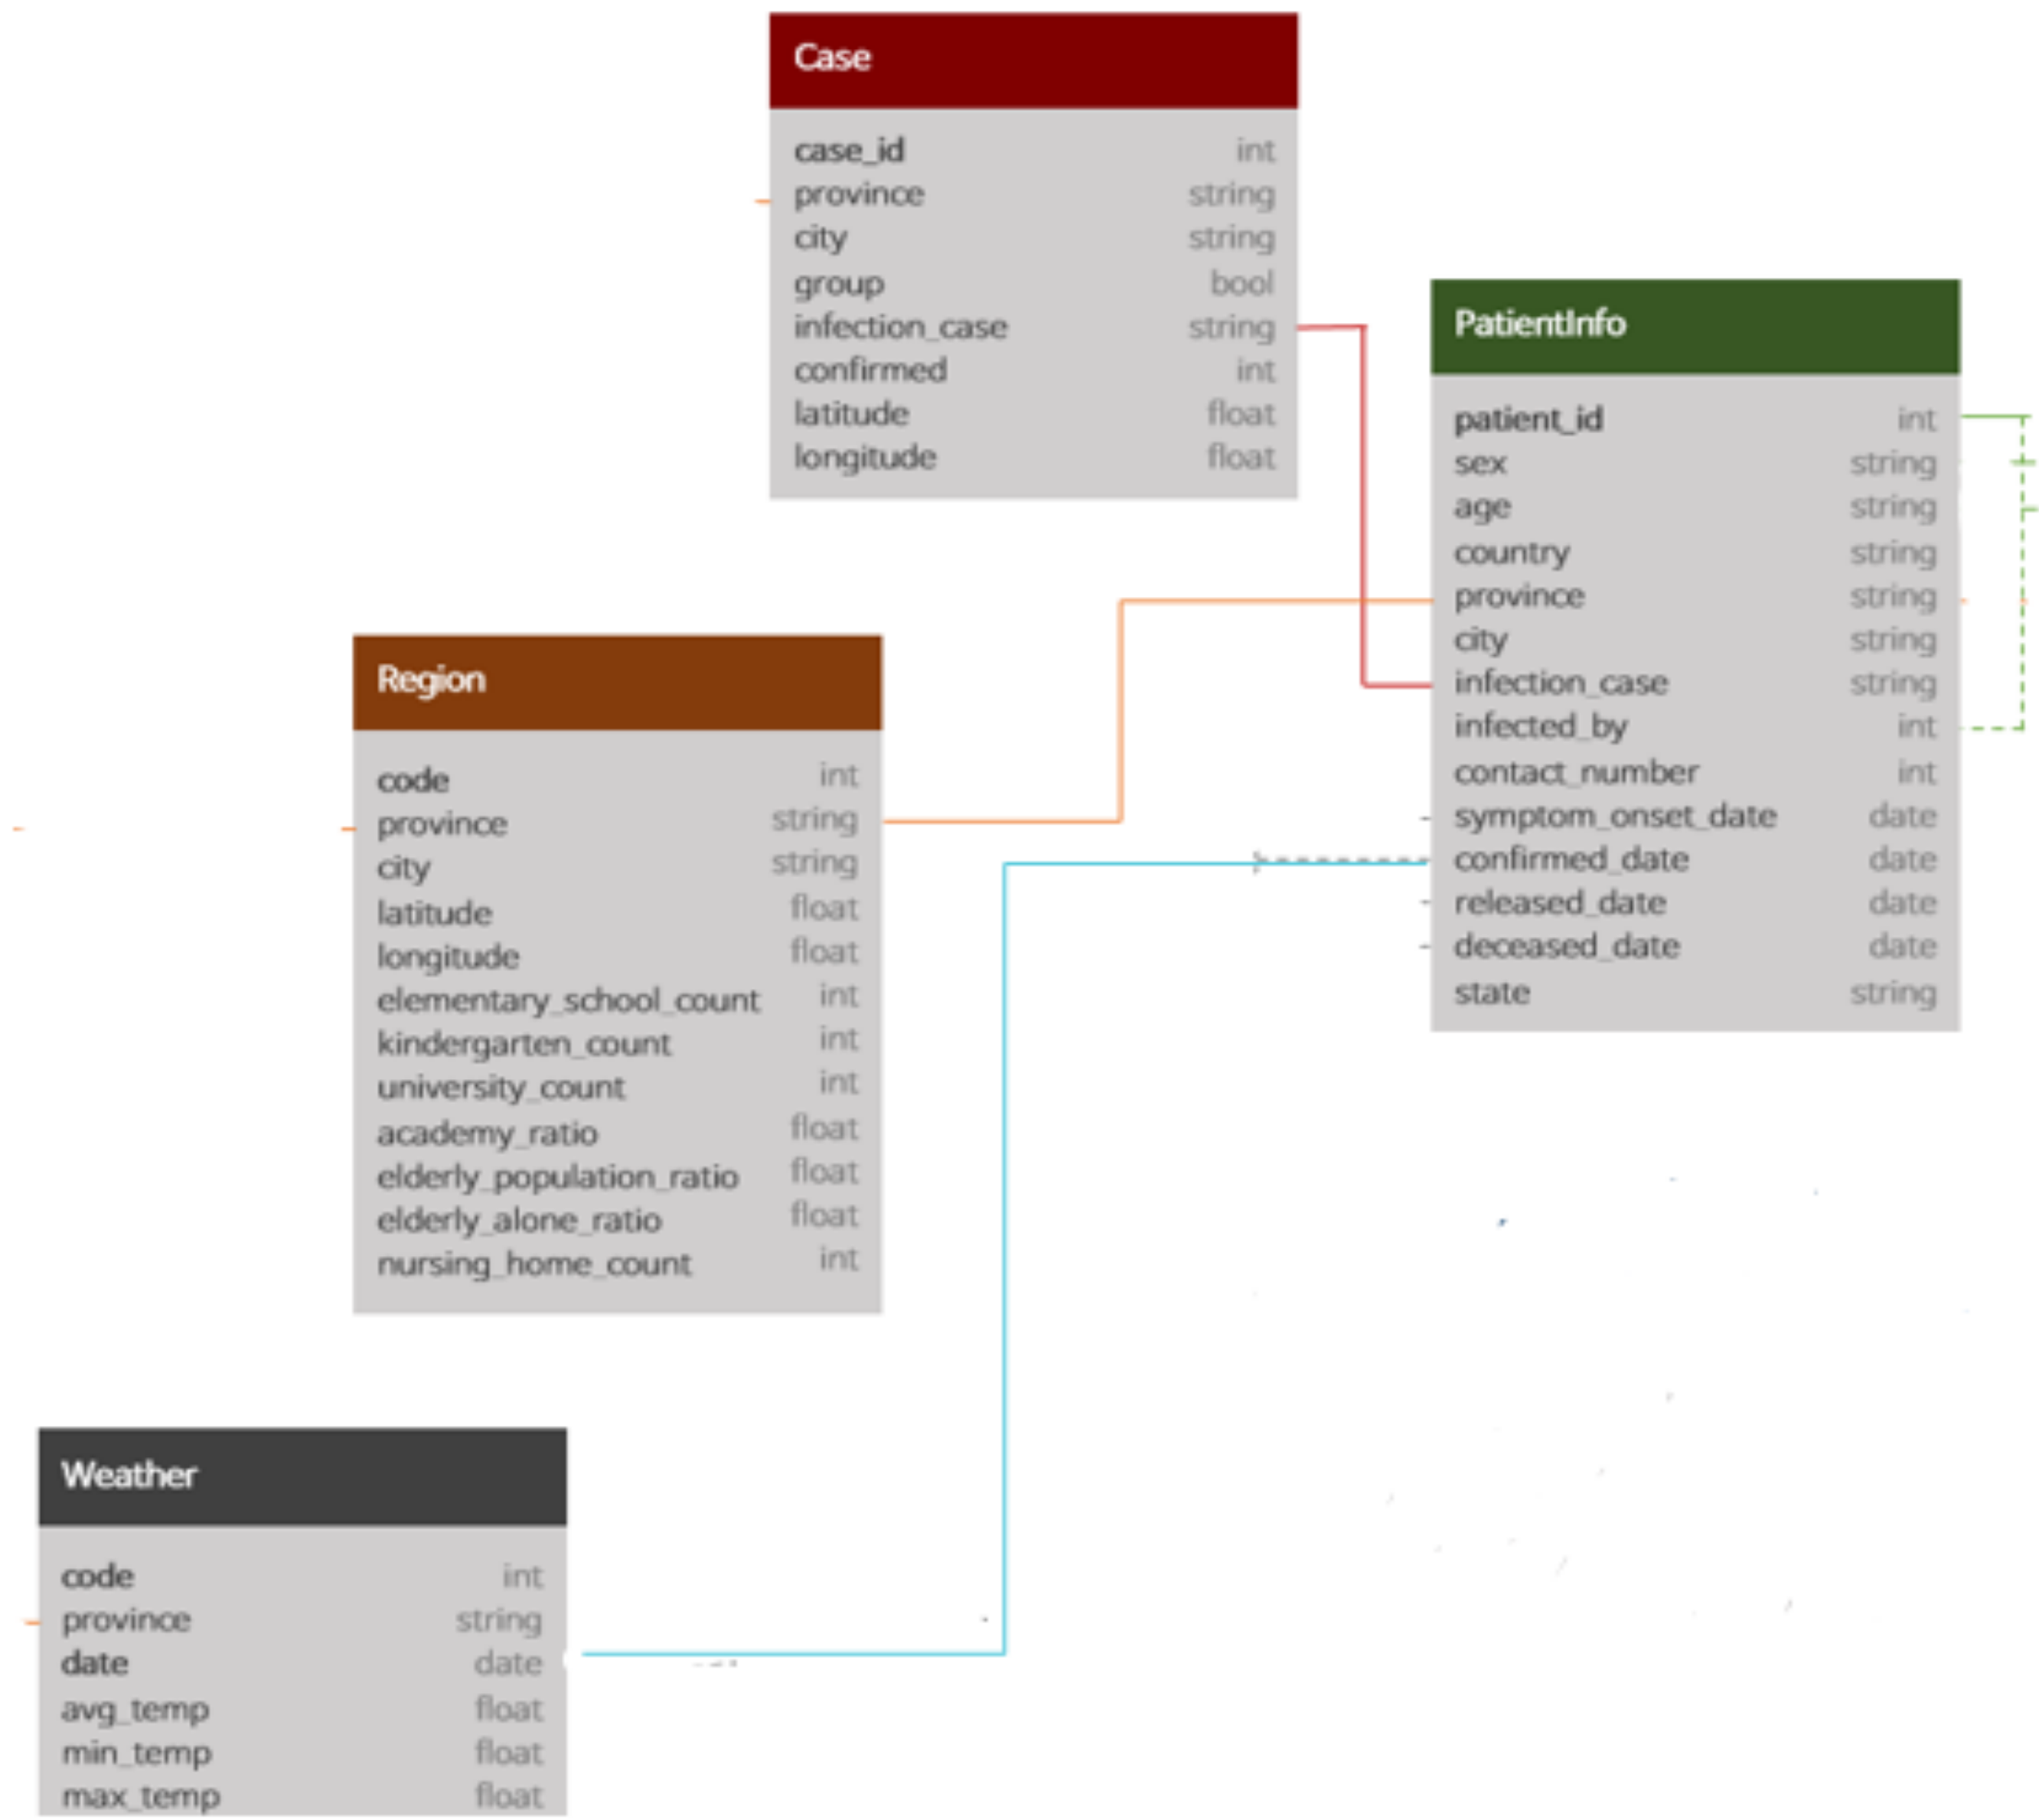 Case
case_id int
province string
city string
group bool
infection_case string
confirmed int
latitude float
longitude float
PatientInfo
patient_id int
sex string
age string
country string
province string
city string
infection_case string
infected_by int
contact_number int
symptom_onset_date date
confirmed_date date
released_date date
deceased_date date
state string
Region
code int
province string
city string
latitude float
longitude float
elementary_school_count int
kindergarten_count int
university_count int
academy_ratio float
elderly_population_ratio float
elderly_alone_ratio float
nursing_home_count int
Weather
code int
province string
date date
avg_temp float
min_temp float
max_temp float